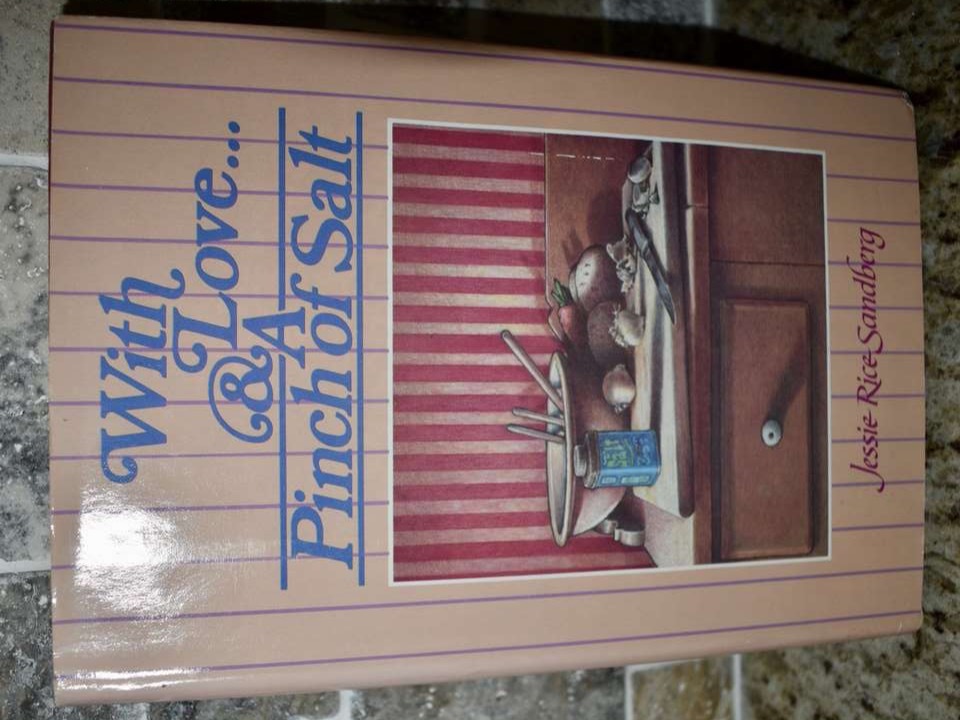 With
Love...
& A
Pinch of Salt
Jessie Rice Sandberg